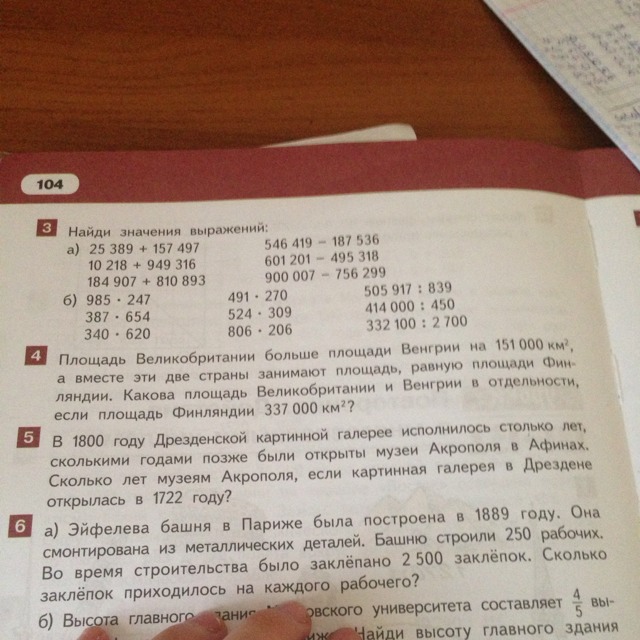 104
3 Найди значения выражений:
а) 25 389 + 157 497 546 419 − 187 536
10 218 + 949 316 601 201 − 495 318
184 907 + 810 893 900 007 − 756 299
б) 985 · 247 491 · 270 505 917 : 839
387 · 654 524 · 309 414 000 : 450
340 · 620 806 · 206 332 100 : 2 700
4 Площадь Великобритании больше площади Венгрии на 151 000 км²,
а вместе эти две страны занимают площадь, равную площади Фин-
ляндии. Какова площадь Великобритании и Венгрии в отдельности,
если площадь Финляндии 337 000 км²?
5 В 1800 году Дрезденской картинной галерее исполнилось столько лет,
сколькими годами позже были открыты музеи Акрополя в Афинах.
Сколько лет музеям Акрополя, если картинная галерея в Дрездене
открылась в 1722 году?
6 а) Эйфелева башня в Париже была построена в 1889 году. Она
смонтирована из металлических деталей. Башню строили 250 рабочих.
Во время строительства было заклёпано 2 500 заклёпок. Сколько
заклёпок приходилось на каждого рабочего?
б) Высота главного университета составляет 4/5 вы-
Найди высоту главного здания